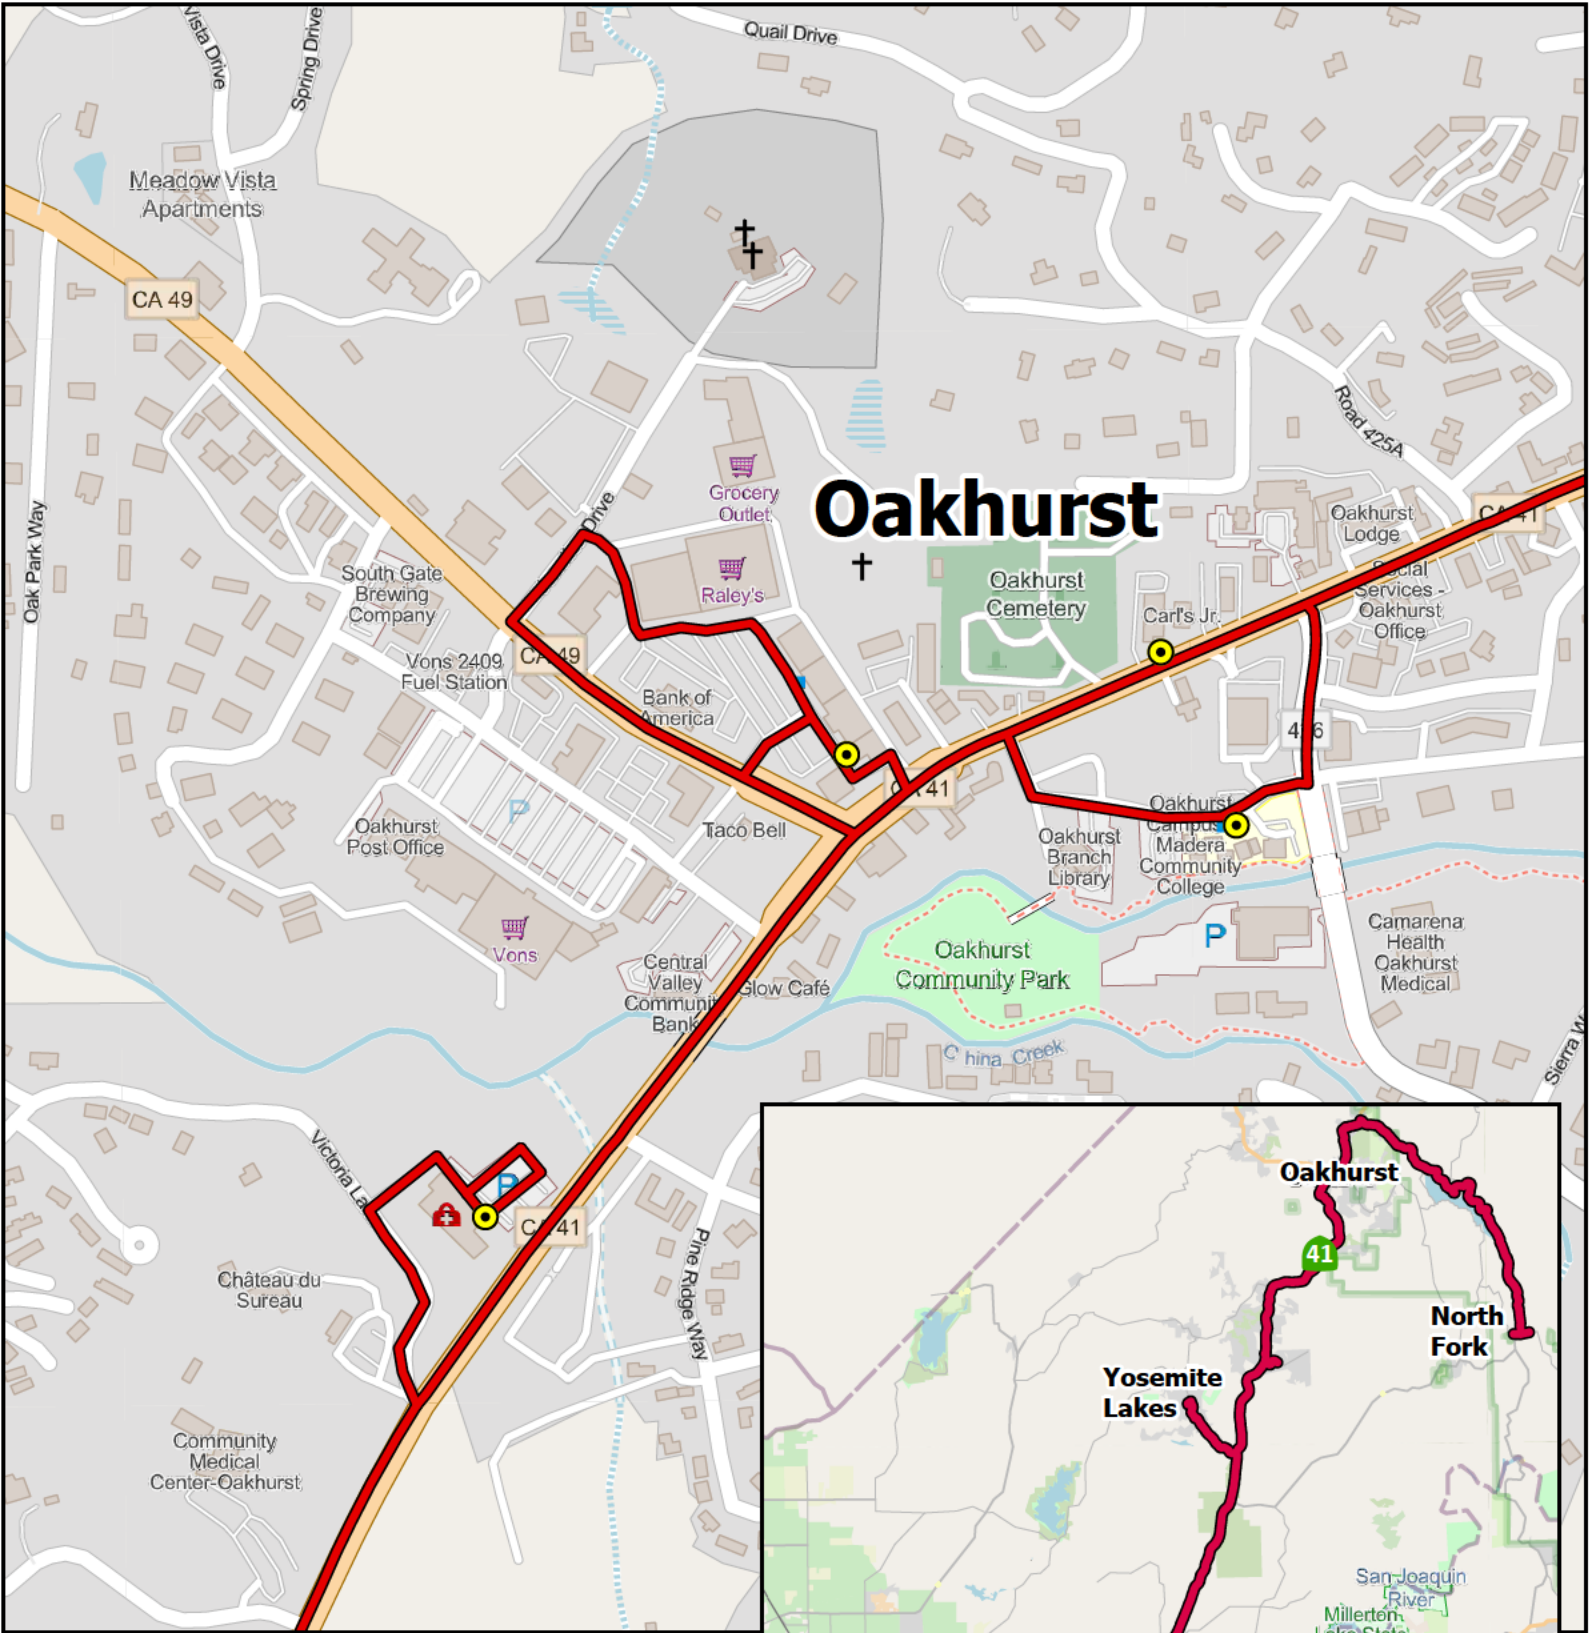 Quail Drive
Vista Drive
Spring Drive
Meadow Vista
Apartments
CA 49
Road 425A
Grocery
Outlet
Oakhurst
Drive
Oak Park Way
CA 41
Oakhurst
Lodge
South Gate
Brewing
Company
Raley's
Oakhurst
Cemetery
Social
Services -
Oakhurst
Office
Carl's Jr.
CA 49
Vons 2409
Fuel Station
Bank of
America
426
CA 41
Taco Bell
Oakhurst
Post Office
P
Oakhurst
Campus
Madera
Community
College
Oakhurst
Branch
Library
Vons
Central
Valley
Communit
Bank
Glow Café
Oakhurst
Community Park
P
Camarena
Health
Oakhurst
Medical
China Creek
Sierra W
Victoria La
P
CA 41
Pine Ridge Way
Château du
Sureau
Community
Medical
Center-Oakhurst
Oakhurst
41
North
Fork
Yosemite
Lakes
San Joaquin
River
Millerton
Lake State